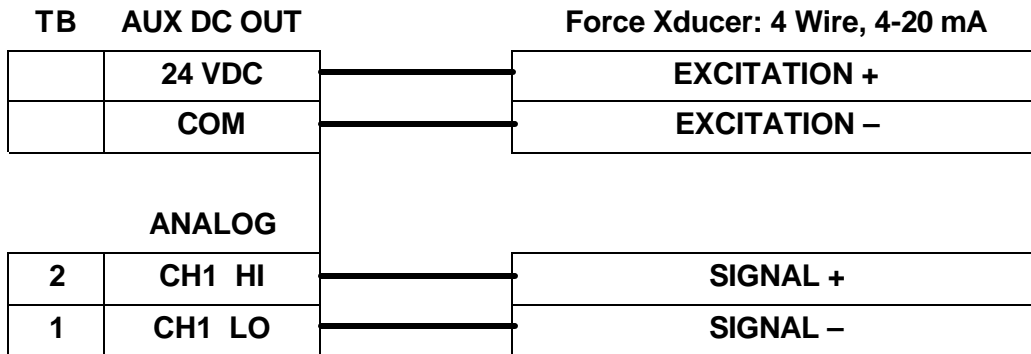 TB AUX DC OUT Force Xducer: 4 Wire, 4-20 mA
24 VDC EXCITATION +
COM EXCITATION –
ANALOG
2 CH1 HI SIGNAL +
1 CH1 LO SIGNAL –